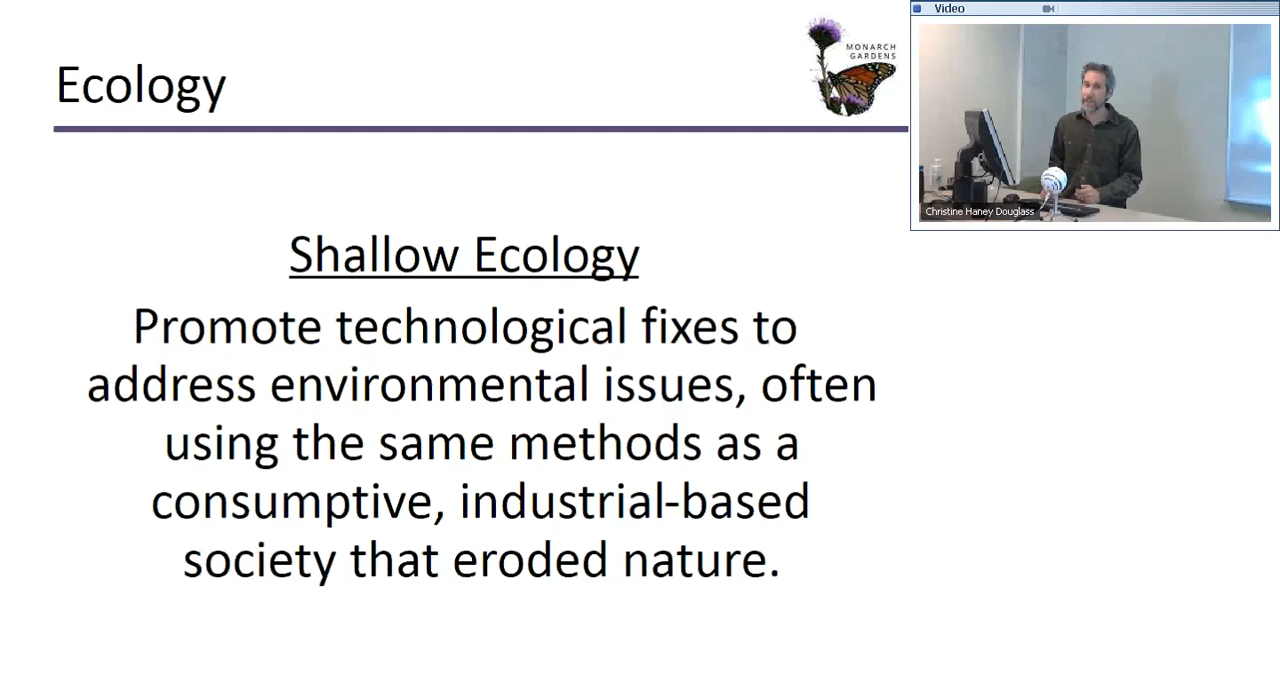 Ecology
MONARCH
GARDENS
Video
Christine Haney Douglass
Shallow Ecology
Promote technological fixes to
address environmental issues, often
using the same methods as a
consumptive, industrial-based
society that eroded nature.